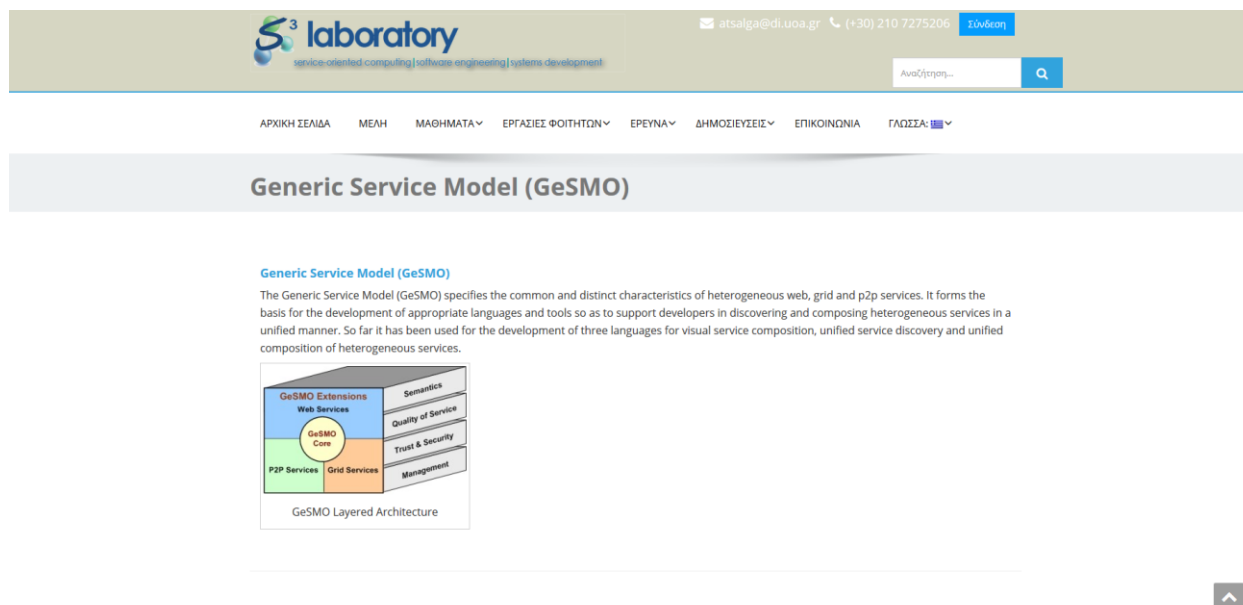 S3 laboratory
service-oriented computing|software engineering|systems development
atsalga@di.uoa.gr (+30) 210 7275206 Σύνδεση
Αναζήτηση...
ΑΡΧΙΚΗ ΣΕΛΙΔΑ ΜΕΛΗ ΜΑΘΗΜΑΤΑ ΕΡΓΑΣΙΕΣ ΦΟΙΤΗΤΩΝ ΕΡΕΥΝΑ ΔΗΜΟΣΙΕΥΣΕΙΣ ΕΠΙΚΟΙΝΩΝΙΑ ΓΛΩΣΣΑ:
Generic Service Model (GeSMO)
Generic Service Model (GeSMO)
The Generic Service Model (GeSMO) specifies the common and distinct characteristics of heterogeneous web, grid and p2p services. It forms the
basis for the development of appropriate languages and tools so as to support developers in discovering and composing heterogeneous services in a
unified manner. So far it has been used for the development of three languages for visual service composition, unified service discovery and unified
composition of heterogeneous services.
GeSMO Extensions
Web Services
GeSMO
Core
P2P Services
Grid Services
Semantics
Quality of Service
Trust & Security
Management
GeSMO Layered Architecture